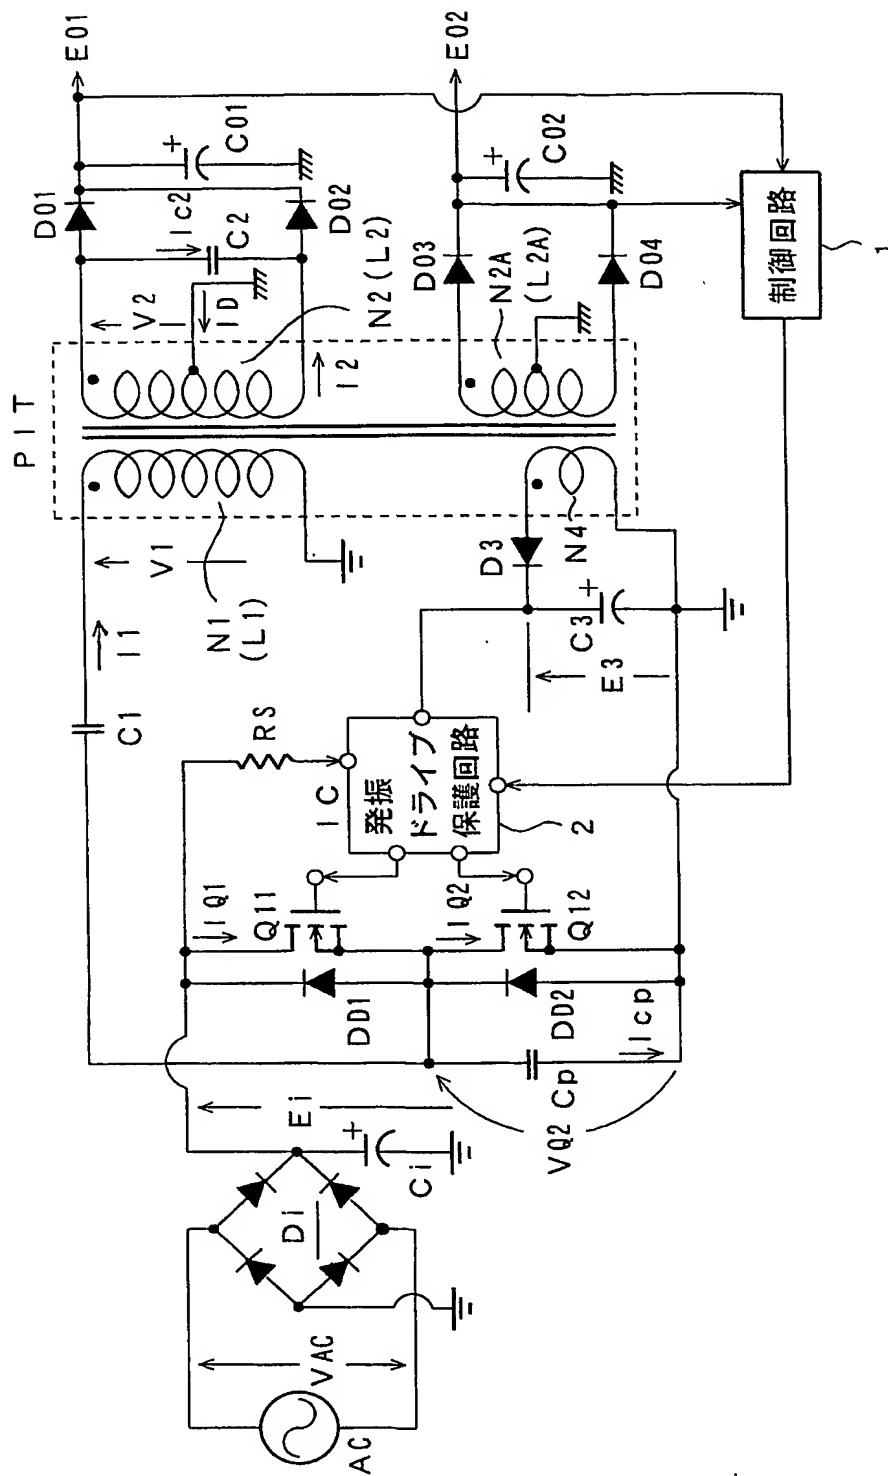 AC
VAC
Di
Ci
+
Ei
VQ2
Cp
Icp
DD1
DD2
Q11
IQ1
Q12
IQ2
RS
IC
発振
ドライブ
保護回路
2
C1
I1
V1
N1
(L1)
PIT
D3
N4
C3
+
E3
I2
N2(L2)
V2
ID
D01
Ic2
C2
D02
+
C01
E01
N2A
(L2A)
D03
D04
+
C02
E02
制御回路
1